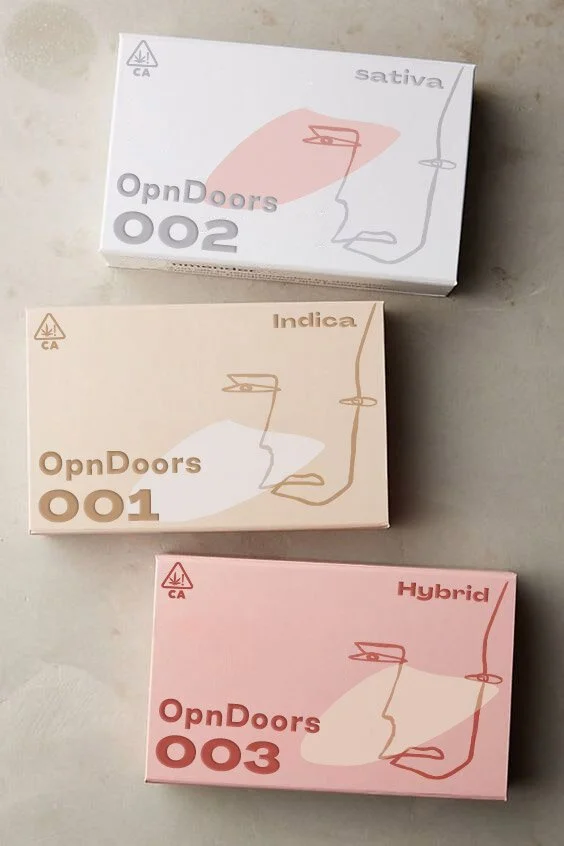 CA
sativa
OpnDoors
002
CA
Indica
OpnDoors
001
CA
Hybrid
OpnDoors
003